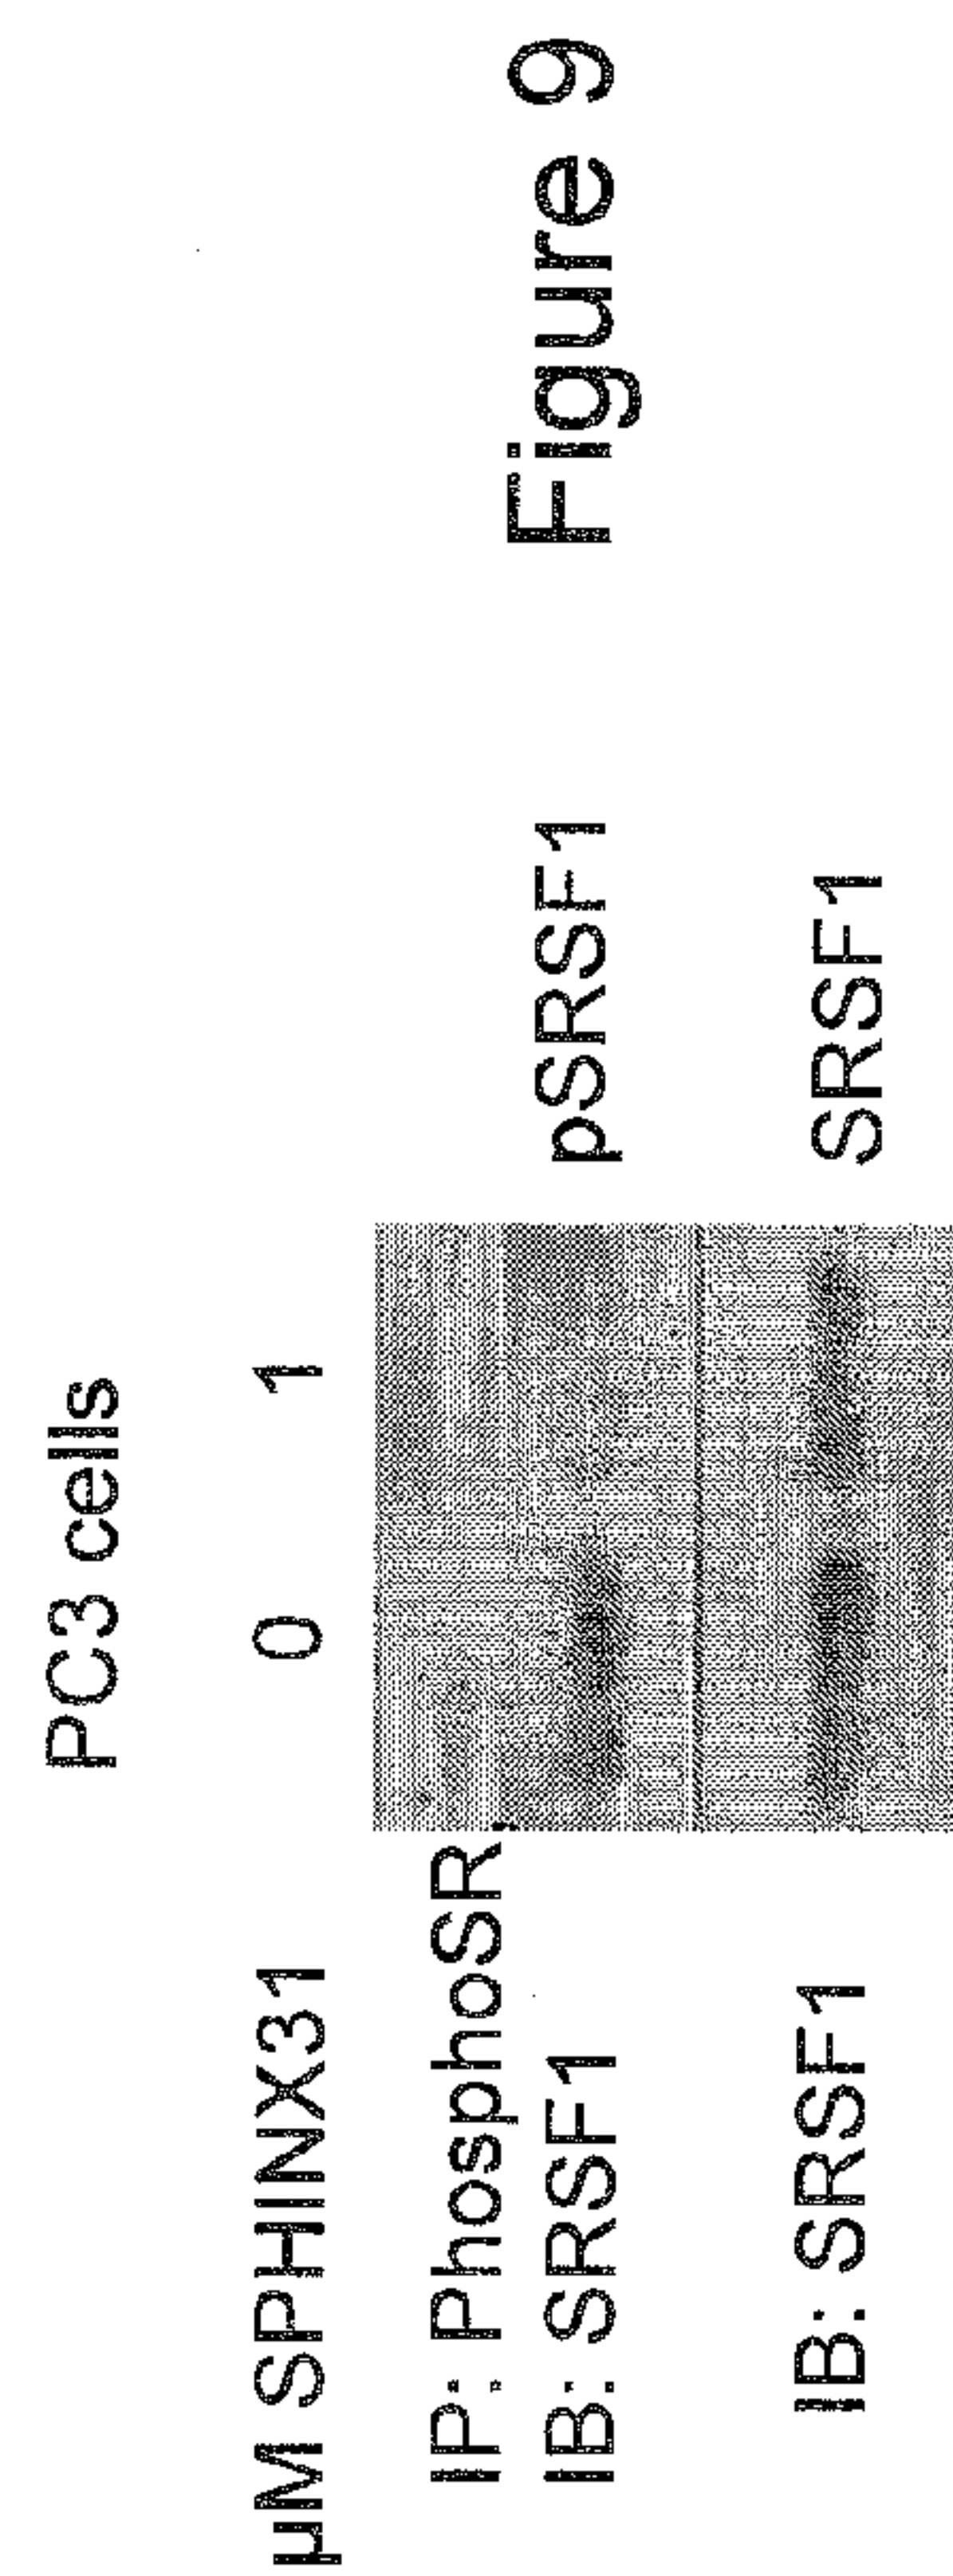 PC3 cells
µM SPHINX31 0 1
IP: PhosphoSR
IB: SRSF1 pSRSF1
IB: SRSF1 SRSF1
Figure 9